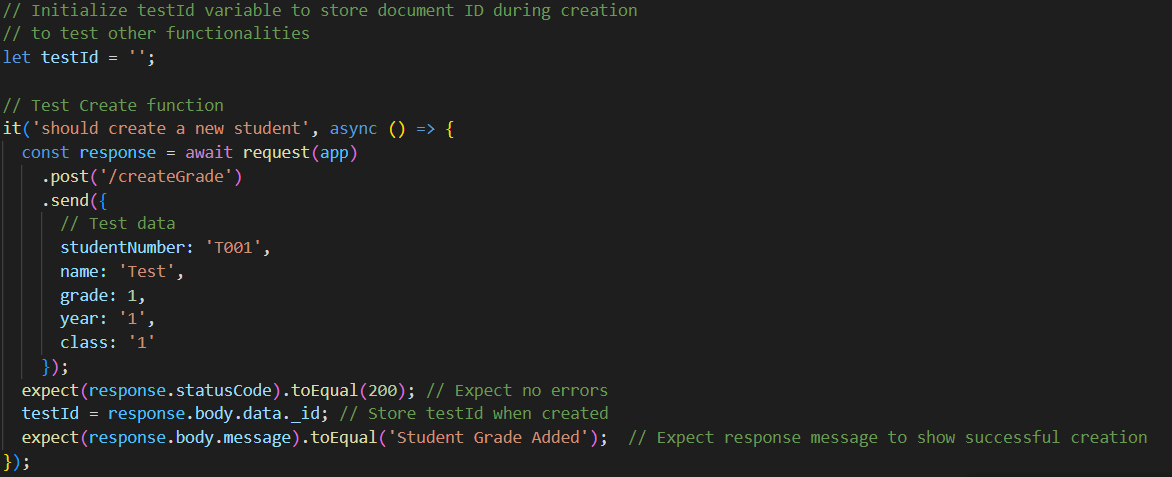 // Initialize testId variable to store document ID during creation
// to test other functionalities
let testId = '';
// Test Create function
it('should create a new student', async () => {
const response = await request(app)
.post('/createGrade')
.send({
// Test data
studentNumber: 'T001',
name: 'Test',
grade: 1,
year: '1',
class: '1'
});
expect(response.statusCode).toEqual(200); // Expect no errors
testId = response.body.data._id; // Store testId when created
expect(response.body.message).toEqual('Student Grade Added');  // Expect response message to show successful creation
});